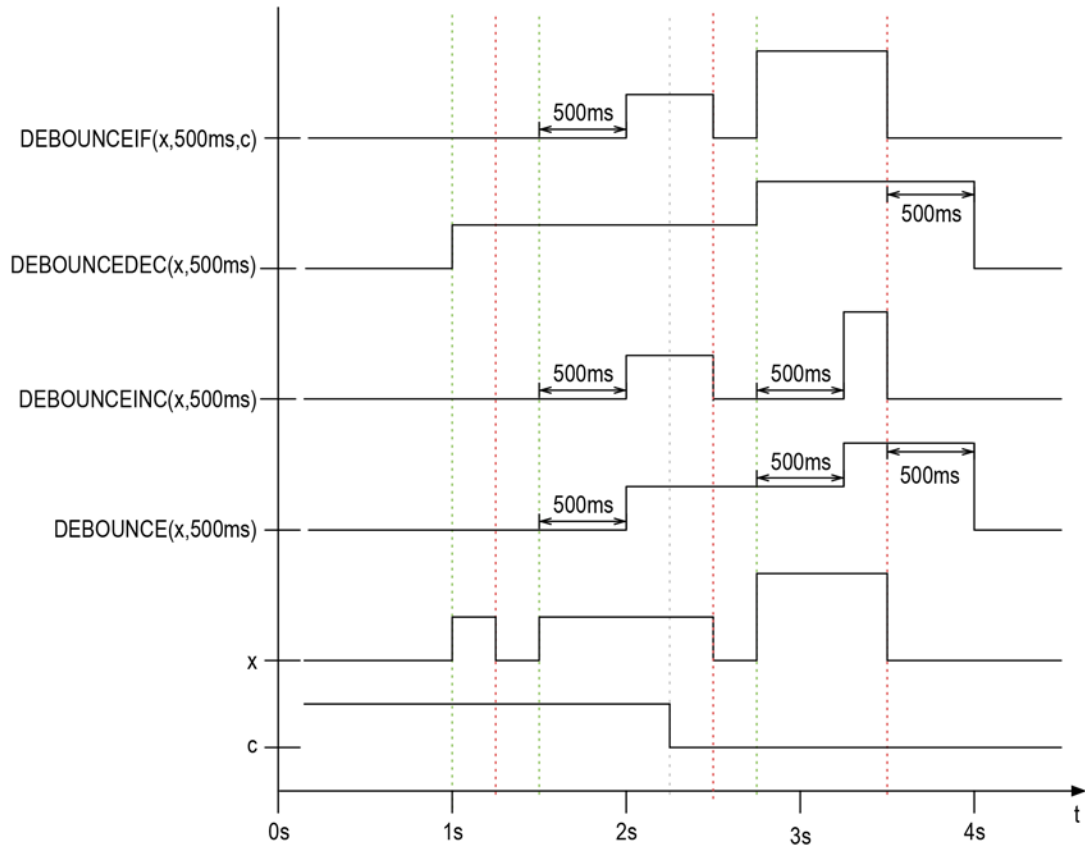 500ms
DEBOUNCEIF(x,500ms,c)
500ms
DEBOUNCEDEC(x,500ms)
500ms
500ms
DEBOUNCEINC(x,500ms)
500ms
500ms
500ms
DEBOUNCE(x,500ms)
x
c
0s
1s
2s
3s
4s
t